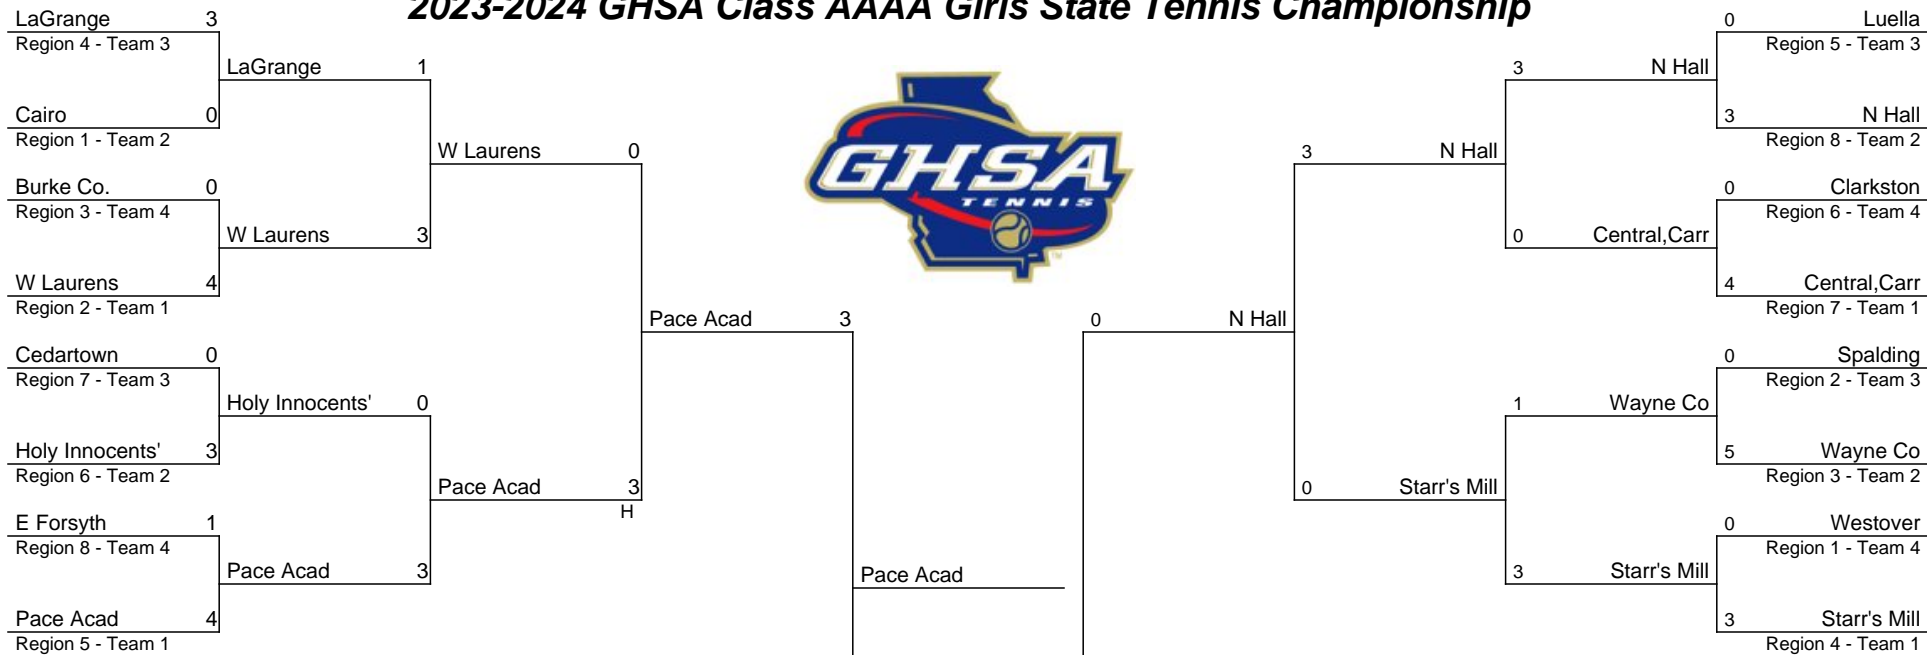 2023-2024 GHSA Class AAAA Girls State Tennis Championship
LaGrange 3
Region 4 - Team 3
LaGrange 1
Cairo 0
Region 1 - Team 2
W Laurens 0
Burke Co. 0
Region 3 - Team 4
W Laurens 3
W Laurens 4
Region 2 - Team 1
Pace Acad 3
Cedartown 0
Region 7 - Team 3
Holy Innocents' 0
Holy Innocents' 3
Region 6 - Team 2
Pace Acad 3
H
E Forsyth 1
Region 8 - Team 4
Pace Acad 3
Pace Acad 4
Region 5 - Team 1
Pace Acad
GHSA
TENNIS
TM
0 Luella
Region 5 - Team 3
3 N Hall
3 N Hall
Region 8 - Team 2
3 N Hall
0 Clarkston
Region 6 - Team 4
0 Central,Carr
4 Central,Carr
Region 7 - Team 1
0 N Hall
0 Spalding
Region 2 - Team 3
1 Wayne Co
5 Wayne Co
Region 3 - Team 2
0 Starr's Mill
0 Westover
Region 1 - Team 4
3 Starr's Mill
3 Starr's Mill
Region 4 - Team 1